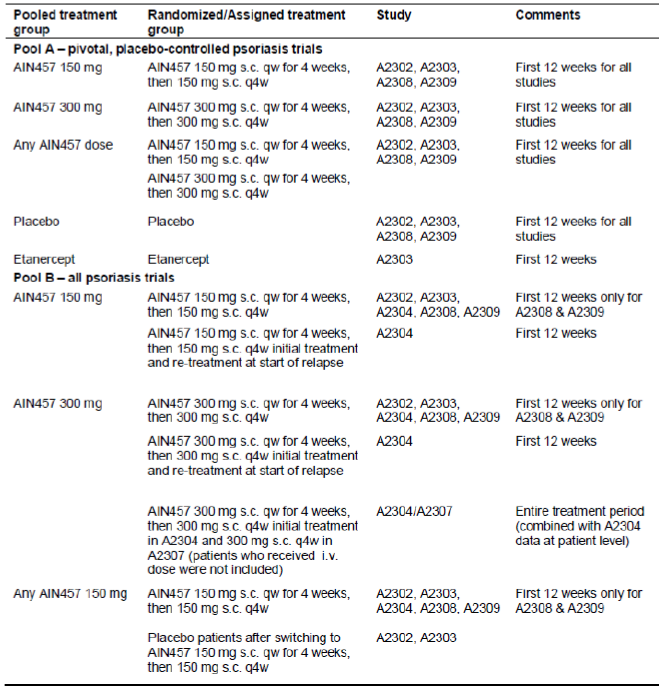 Pooled treatment group Randomized/Assigned treatment group Study Comments
Pool A – pivotal, placebo-controlled psoriasis trials
AIN457 150 mg AIN457 150 mg s.c. qw for 4 weeks, then 150 mg s.c. q4w A2302, A2303, A2308, A2309 First 12 weeks for all studies
AIN457 300 mg AIN457 300 mg s.c. qw for 4 weeks, then 300 mg s.c. q4w A2302, A2303, A2308, A2309 First 12 weeks for all studies
Any AIN457 dose AIN457 150 mg s.c. qw for 4 weeks, then 150 mg s.c. q4w A2302, A2303, A2308, A2309 First 12 weeks for all studies
AIN457 300 mg s.c. qw for 4 weeks, then 300 mg s.c. q4w
Placebo Placebo A2302, A2303, A2308, A2309 First 12 weeks for all studies
Etanercept Etanercept A2303 First 12 weeks
Pool B – all psoriasis trials
AIN457 150 mg AIN457 150 mg s.c. qw for 4 weeks, then 150 mg s.c. q4w A2302, A2303, A2304, A2308, A2309 First 12 weeks only for A2308 & A2309
AIN457 150 mg s.c. qw for 4 weeks, then 150 mg s.c. q4w initial treatment and re-treatment at start of relapse A2304 First 12 weeks
AIN457 300 mg AIN457 300 mg s.c. qw for 4 weeks, then 300 mg s.c. q4w A2302, A2303, A2304, A2308, A2309 First 12 weeks only for A2308 & A2309
AIN457 300 mg s.c. qw for 4 weeks, then 300 mg s.c. q4w initial treatment and re-treatment at start of relapse A2304 First 12 weeks
AIN457 300 mg s.c. qw for 4 weeks, then 300 mg s.c. q4w initial treatment in A2304 and 300 mg s.c. q4w in A2307 (patients who received i.v. dose were not included) A2304/A2307 Entire treatment period (combined with A2304 data at patient level)
Any AIN457 150 mg AIN457 150 mg s.c. qw for 4 weeks, then 150 mg s.c. q4w A2302, A2303, A2304, A2308, A2309 First 12 weeks only for A2308 & A2309
Placebo patients after switching to AIN457 150 mg s.c. qw for 4 weeks, then 150 mg s.c. q4w A2302, A2303